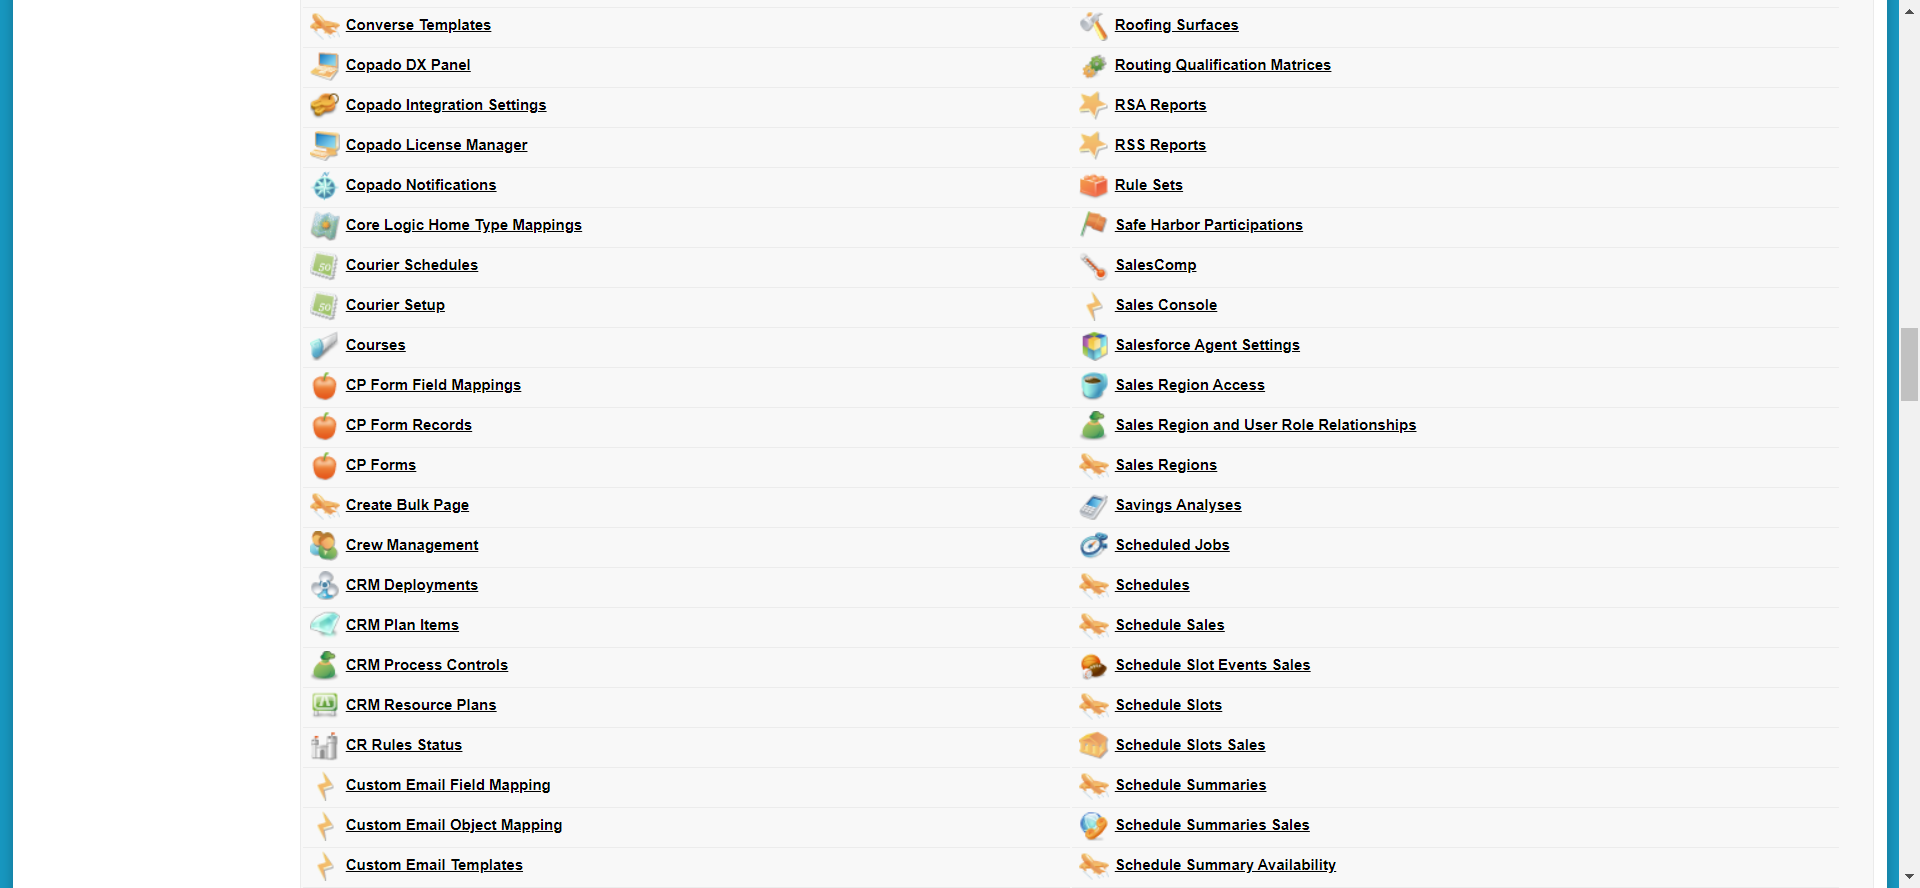 Converse Templates
Copado DX Panel
Copado Integration Settings
Copado License Manager
Copado Notifications
Core Logic Home Type Mappings
Courier Schedules
Courier Setup
Courses
CP Form Field Mappings
CP Form Records
CP Forms
Create Bulk Page
Crew Management
CRM Deployments
CRM Plan Items
CRM Process Controls
CRM Resource Plans
CR Rules Status
Custom Email Field Mapping
Custom Email Object Mapping
Custom Email Templates
Roofing Surfaces
Routing Qualification Matrices
RSA Reports
RSS Reports
Rule Sets
Safe Harbor Participations
SalesComp
Sales Console
Salesforce Agent Settings
Sales Region Access
Sales Region and User Role Relationships
Sales Regions
Savings Analyses
Scheduled Jobs
Schedules
Schedule Sales
Schedule Slot Events Sales
Schedule Slots
Schedule Slots Sales
Schedule Summaries
Schedule Summaries Sales
Schedule Summary Availability